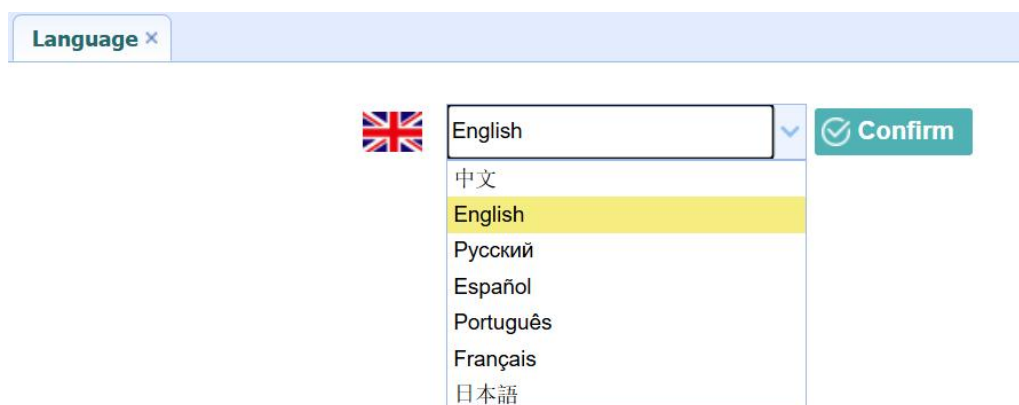 Language ×
English
Confirm
中文
English
Русский
Español
Português
Français
日本語